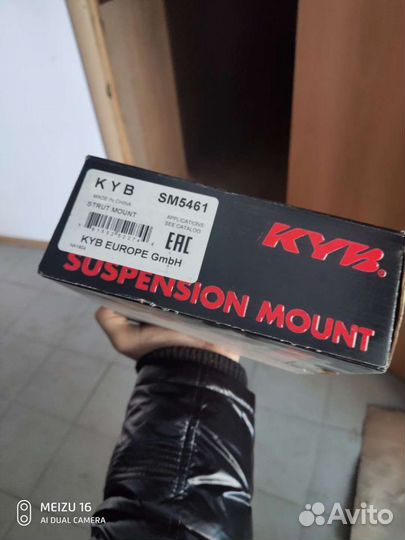 KYB
SM5461
MADE IN CHINA
STRUT MOUNT
APPLICATIONS
SEE CATALOG
EAC
KYB EUROPE GmbH
KYB
SUSPENSION MOUNT
MEIZU 16
AI DUAL CAMERA
Avito